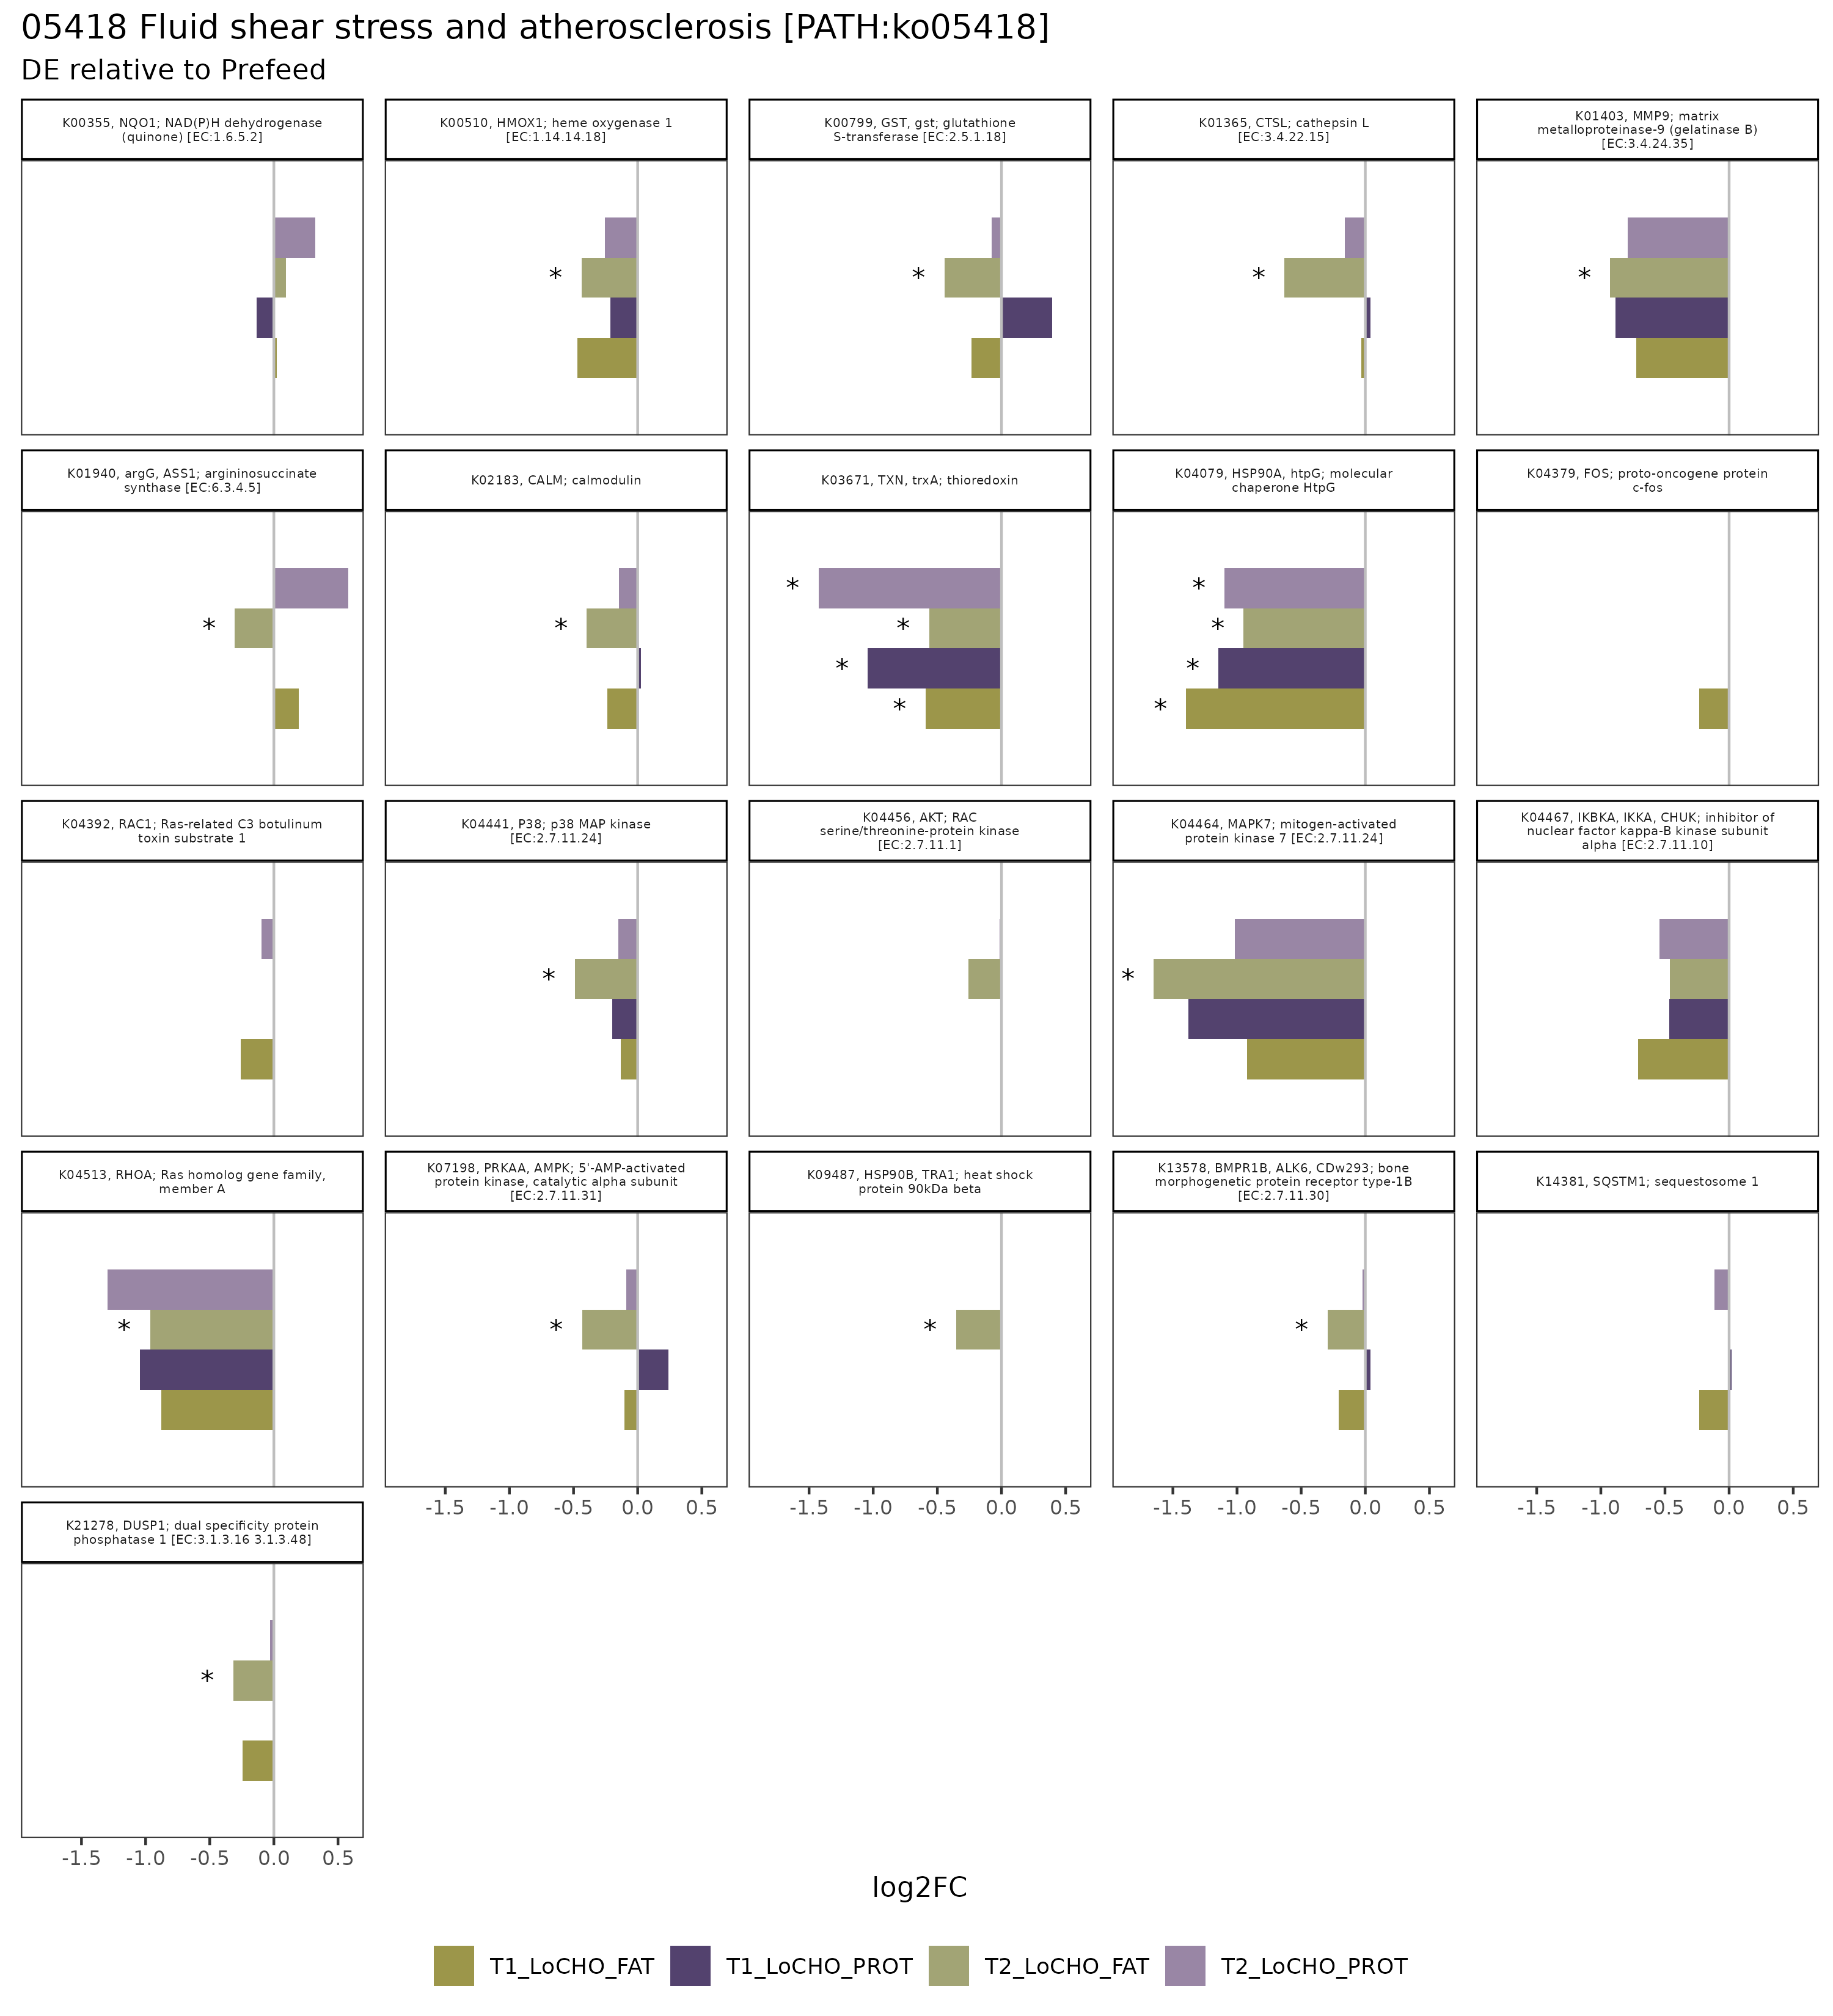 05418 Fluid shear stress and atherosclerosis [PATH:ko05418]
DE relative to Prefeed
K00355, NQO1; NAD(P)H dehydrogenase
(quinone) [EC:1.6.5.2]
K00510, HMOX1; heme oxygenase 1
[EC:1.14.14.18]
K00799, GST, gst; glutathione
S-transferase [EC:2.5.1.18]
K01365, CTSL; cathepsin L
[EC:3.4.22.15]
K01403, MMP9; matrix
metalloproteinase-9 (gelatinase B)
[EC:3.4.24.35]
*
*
*
*
K01940, argG, ASS1; argininosuccinate
synthase [EC:6.3.4.5]
K02183, CALM; calmodulin
K03671, TXN, trxA; thioredoxin
K04079, HSP90A, htpG; molecular
chaperone HtpG
K04379, FOS; proto-oncogene protein
c-fos
*
*
*
*
*
*
*
*
*
*
K04392, RAC1; Ras-related C3 botulinum
toxin substrate 1
K04441, P38; p38 MAP kinase
[EC:2.7.11.24]
K04456, AKT; RAC
serine/threonine-protein kinase
[EC:2.7.11.1]
K04464, MAPK7; mitogen-activated
protein kinase 7 [EC:2.7.11.24]
K04467, IKBKA, IKKA, CHUK; inhibitor of
nuclear factor kappa-B kinase subunit
alpha [EC:2.7.11.10]
*
*
K04513, RHOA; Ras homolog gene family,
member A
K07198, PRKAA, AMPK; 5'-AMP-activated
protein kinase, catalytic alpha subunit
[EC:2.7.11.31]
K09487, HSP90B, TRA1; heat shock
protein 90kDa beta
K13578, BMPR1B, ALK6, CDw293; bone
morphogenetic protein receptor type-1B
[EC:2.7.11.30]
K14381, SQSTM1; sequestosome 1
*
*
*
*
-1.5 -1.0 -0.5 0.0 0.5
-1.5 -1.0 -0.5 0.0 0.5
-1.5 -1.0 -0.5 0.0 0.5
-1.5 -1.0 -0.5 0.0 0.5
K21278, DUSP1; dual specificity protein
phosphatase 1 [EC:3.1.3.16 3.1.3.48]
*
-1.5 -1.0 -0.5 0.0 0.5
log2FC
T1_LoCHO_FAT T1_LoCHO_PROT T2_LoCHO_FAT T2_LoCHO_PROT